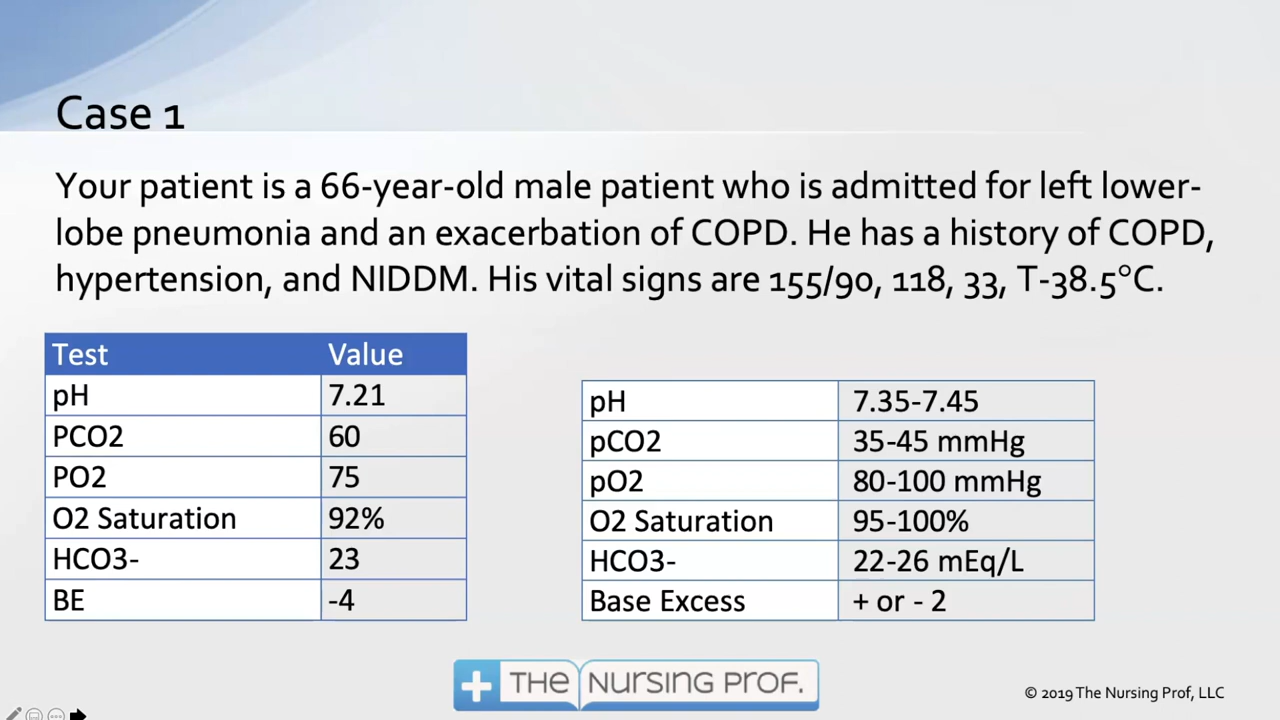 Case 1
Your patient is a 66-year-old male patient who is admitted for left lower-
lobe pneumonia and an exacerbation of COPD. He has a history of COPD,
hypertension, and NIDDM. His vital signs are 155/90, 118, 33, T-38.5°C.
Test Value
pH 7.21
PCO2 60
PO2 75
O2 Saturation 92%
HCO3- 23
BE -4
pH 7.35-7.45
pCO2 35-45 mmHg
pO2 80-100 mmHg
O2 Saturation 95-100%
HCO3- 22-26 mEq/L
Base Excess + or - 2
THE NURSING PROF.
© 2019 The Nursing Prof, LLC